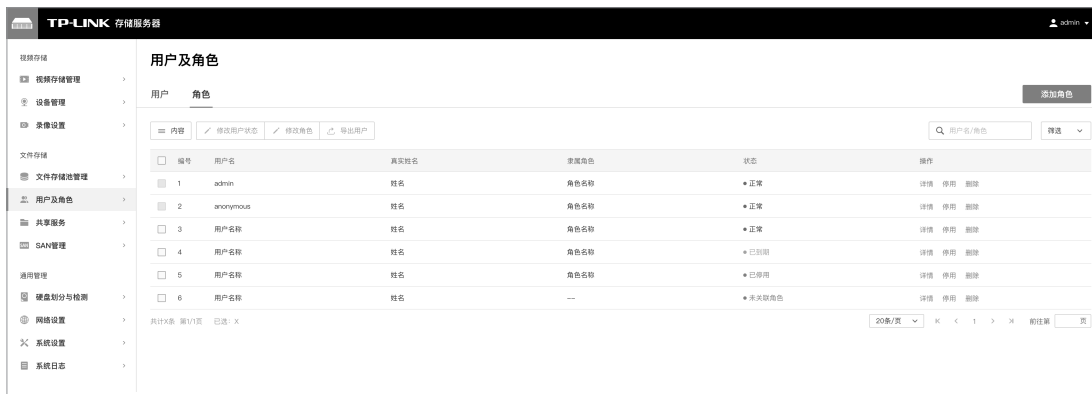 TP-LINK 存储服务器
admin
视频存储
视频存储管理
设备管理
录像设置
文件存储
文件存储池管理
用户及角色
共享服务
SAN管理
通用管理
硬盘划分与检测
网络设置
系统设置
系统日志
用户及角色
用户 角色
添加角色
内容 修改用户状态 修改角色 导出用户
用户名/角色 筛选
编号 用户名 真实姓名 隶属角色 状态 操作
1 admin 姓名 角色名称 正常 详情 停用 删除
2 anonymous 姓名 角色名称 正常 详情 停用 删除
3 用户名称 姓名 角色名称 正常 详情 停用 删除
4 用户名称 姓名 角色名称 已到期 详情 停用 删除
5 用户名称 姓名 角色名称 已停用 详情 停用 删除
6 用户名称 姓名 -- 未关联角色 详情 停用 删除
共计X条 第1/1页 已选: X
20条/页 1 前往第 页